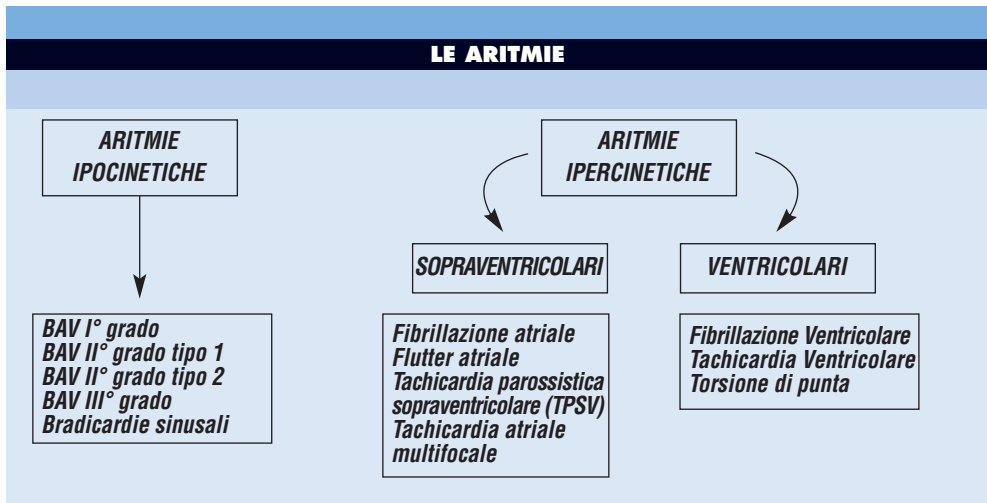 LE ARITMIE
ARITMIE
IPOCINETICHE
BAV I° grado
BAV II° grado tipo 1
BAV II° grado tipo 2
BAV III° grado
Bradicardie sinusali
ARITMIE
IPERCINETICHE
SOPRAVENTRICOLARI
Fibrillazione atriale
Flutter atriale
Tachicardia parossistica
sopraventricolare (TPSV)
Tachicardia atriale
multifocale
VENTRICOLARI
Fibrillazione Ventricolare
Tachicardia Ventricolare
Torsione di punta